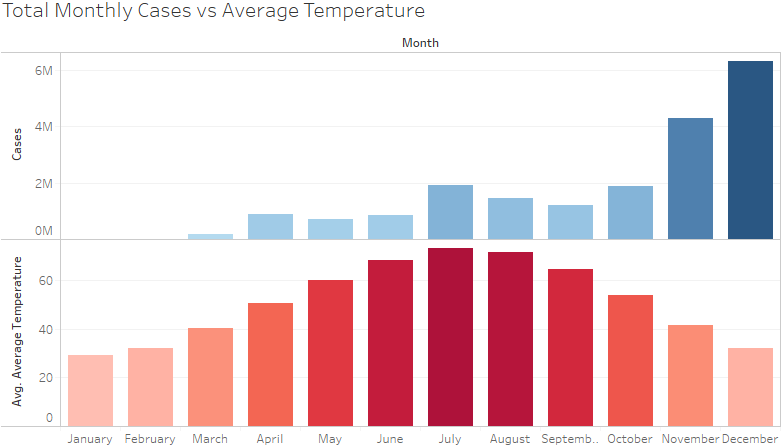 Total Monthly Cases vs Average Temperature
Month
Cases
6M
4M
2M
0M
Avg. Average Temperature
60
40
20
0
January February March April May June July August Septemb.. October November December